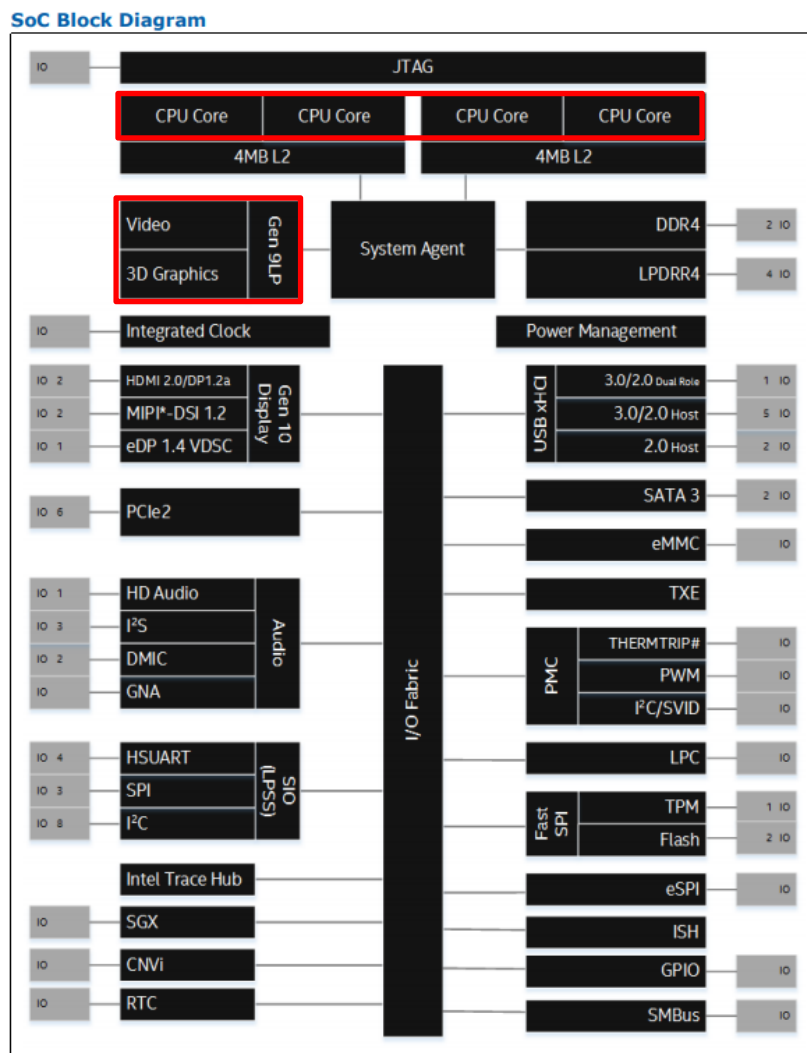 SoC Block Diagram
IO JTAG
CPU Core CPU Core CPU Core CPU Core
4MB L2 4MB L2
Video
3D Graphics
Gen 9LP
System Agent
DDR4 2 IO
LPDRR4 4 IO
IO Integrated Clock
Power Management
IO 2 HDMI 2.0/DP1.2a
IO 2 MIPI*-DSI 1.2
IO 1 eDP 1.4 VDSC
Gen 10
Display
USB xHCI
3.0/2.0 Dual Role 1 IO
3.0/2.0 Host 5 IO
2.0 Host 2 IO
IO 6 PCIe2
SATA 3 2 IO
eMMC IO
IO 1 HD Audio
IO 3 I²S
IO 2 DMIC
IO GNA
Audio
I/O Fabric
TXE
PMC
THERMTRIP# IO
PWM IO
I²C/SVID IO
IO 4 HSUART
IO 3 SPI
IO 8 I²C
SIO
(LPSS)
LPC IO
Fast
SPI
TPM 1 IO
Flash 2 IO
Intel Trace Hub
IO SGX
IO CNVi
IO RTC
eSPI IO
ISH
GPIO IO
SMBus IO